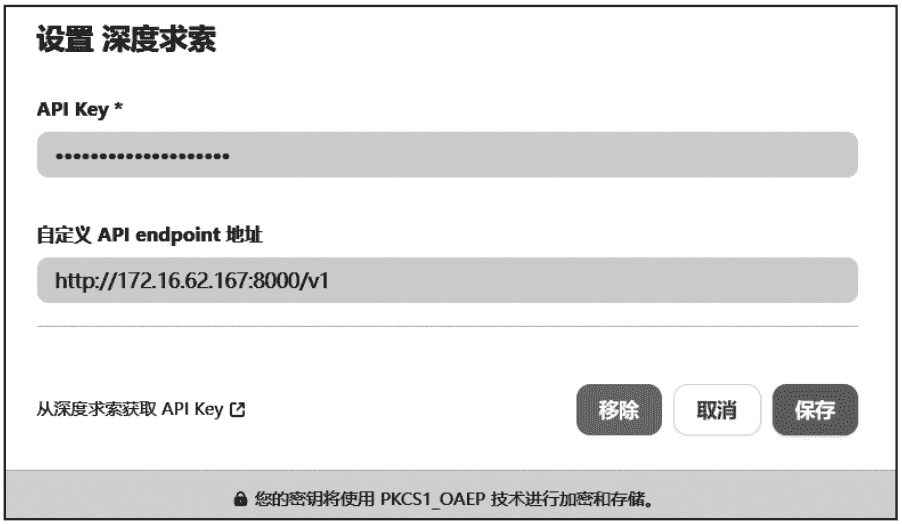 设置 深度求索
API Key *
••••••••••••••••••••
自定义 API endpoint 地址
http://172.16.62.167:8000/v1
从深度求索获取 API Key
移除
取消
保存
您的密钥将使用 PKCS1_OAEP 技术进行加密和存储。